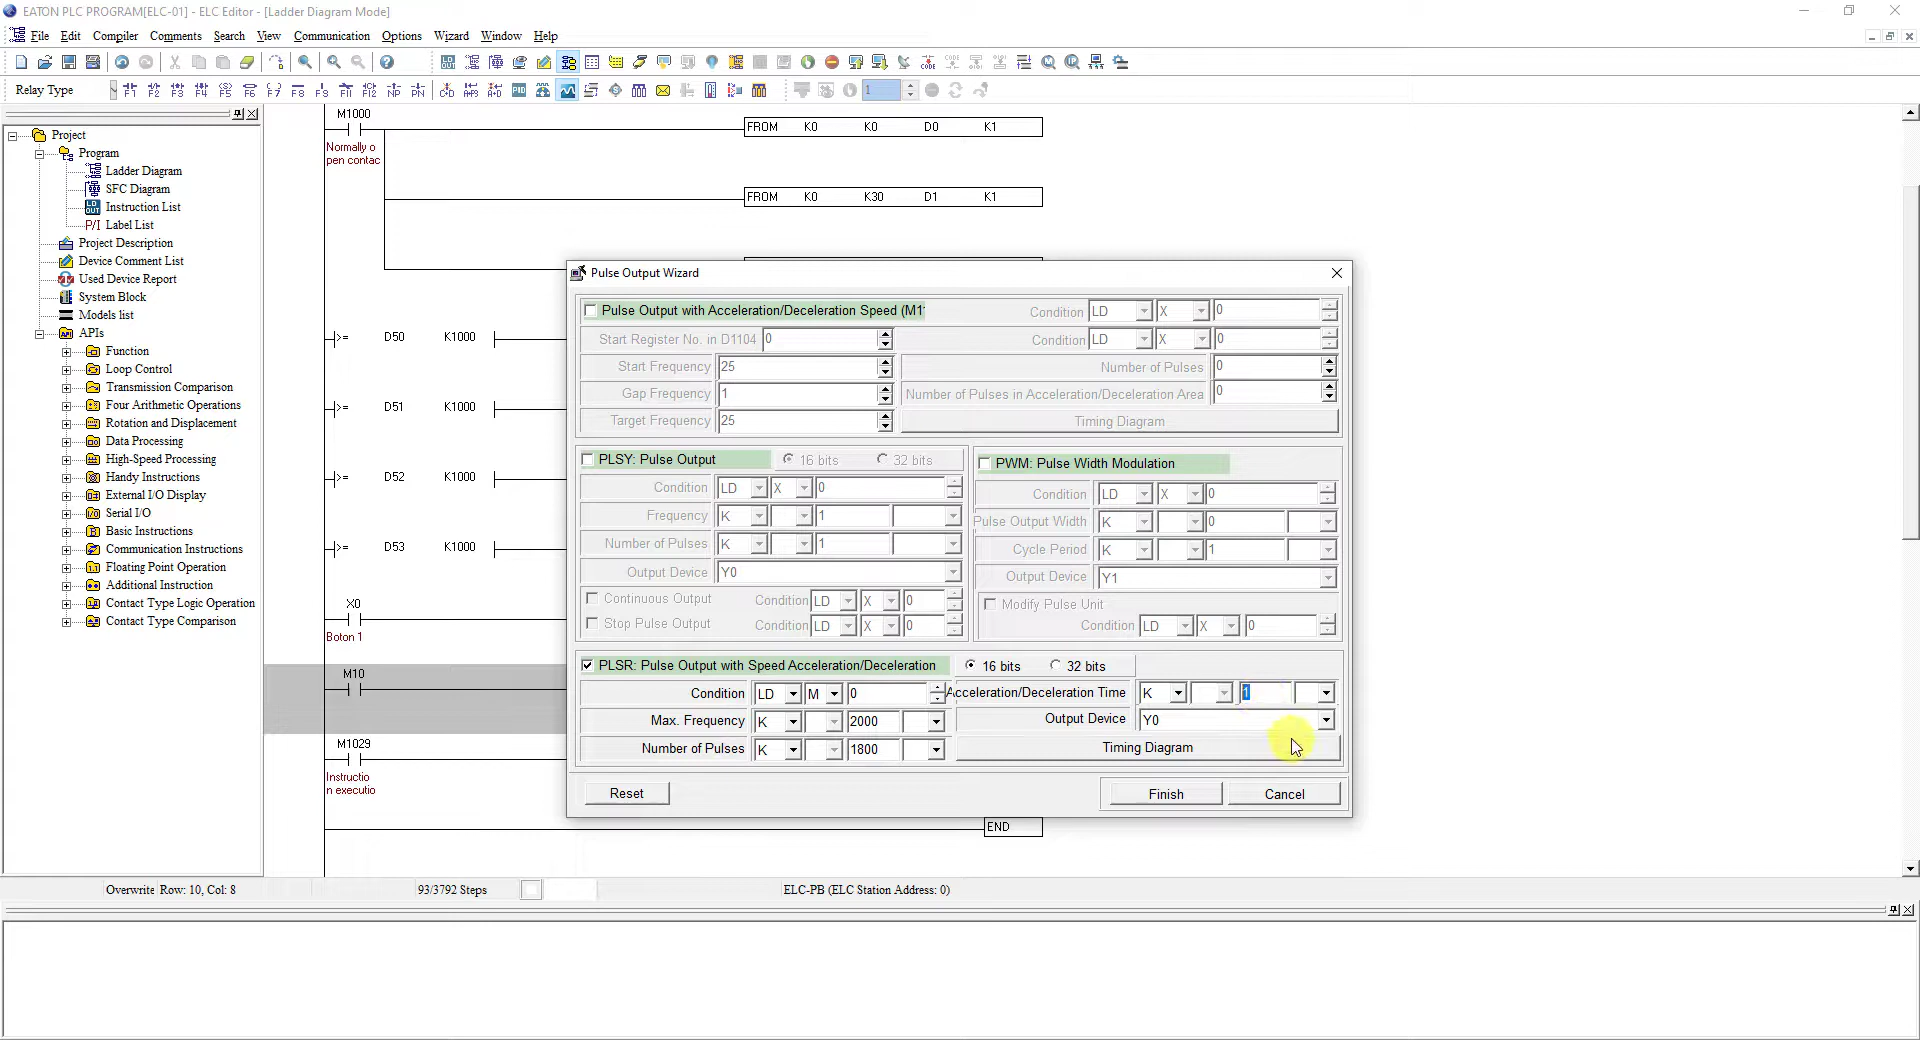 EATON PLC PROGRAM[ELC-01] - ELC Editor - [Ladder Diagram Mode]
File Edit Compiler Comments Search View Communication Options Wizard Window Help
Relay Type
1
Project
Program
Ladder Diagram
SFC Diagram
Instruction List
P/I Label List
Project Description
Device Comment List
Used Device Report
System Block
Models list
APIs
Function
Loop Control
Transmission Comparison
Four Arithmetic Operations
Rotation and Displacement
Data Processing
High-Speed Processing
Handy Instructions
External I/O Display
Serial I/O
Basic Instructions
Communication Instructions
Floating Point Operation
Additional Instruction
Contact Type Logic Operation
Contact Type Comparison
M1000
Normally o
pen contac
FROM K0 K0 D0 K1
FROM K0 K30 D1 K1
>= D50 K1000
>= D51 K1000
>= D52 K1000
>= D53 K1000
X0
Boton 1
M10
M1029
Instructio
n executio
END
Pulse Output Wizard
Pulse Output with Acceleration/Deceleration Speed (M1
Condition LD X 0
Start Register No. in D1104 0
Condition LD X 0
Start Frequency 25
Number of Pulses 0
Gap Frequency 1
Number of Pulses in Acceleration/Deceleration Area 0
Target Frequency 25
Timing Diagram
PLSY: Pulse Output 16 bits 32 bits
Condition LD X 0
Frequency K 1
Number of Pulses K 1
Output Device Y0
Continuous Output Condition LD X 0
Stop Pulse Output Condition LD X 0
PWM: Pulse Width Modulation
Condition LD X 0
Pulse Output Width K 0
Cycle Period K 1
Output Device Y1
Modify Pulse Unit
Condition LD X 0
PLSR: Pulse Output with Speed Acceleration/Deceleration 16 bits 32 bits
Condition LD M 0
Acceleration/Deceleration Time K 1
Max. Frequency K 2000
Output Device Y0
Number of Pulses K 1800
Timing Diagram
Reset Finish Cancel
Overwrite Row: 10, Col: 8 93/3792 Steps ELC-PB (ELC Station Address: 0)